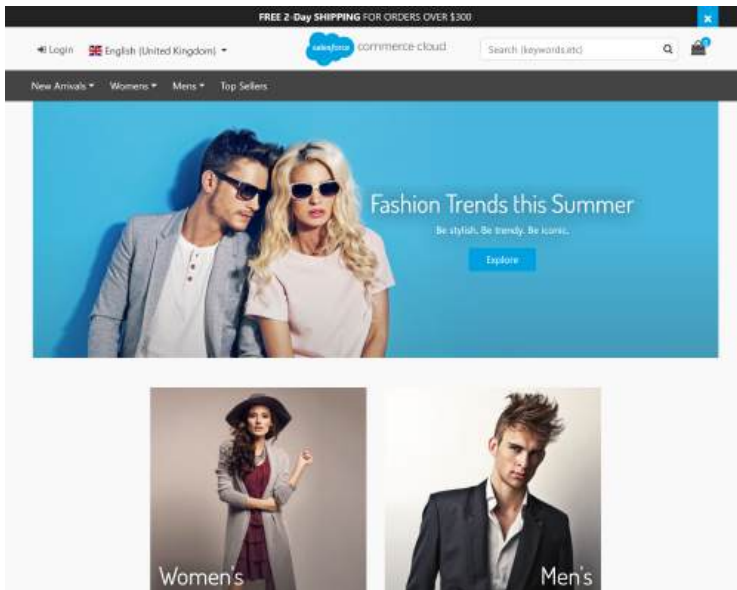 FREE 2-Day SHIPPING FOR ORDERS OVER $300
Login English (United Kingdom)
salesforce commerce cloud
Search (keywords,etc)
0
New Arrivals Womens Mens Top Sellers
Fashion Trends this Summer
Be stylish. Be trendy. Be iconic.
Explore
Women's
Men's